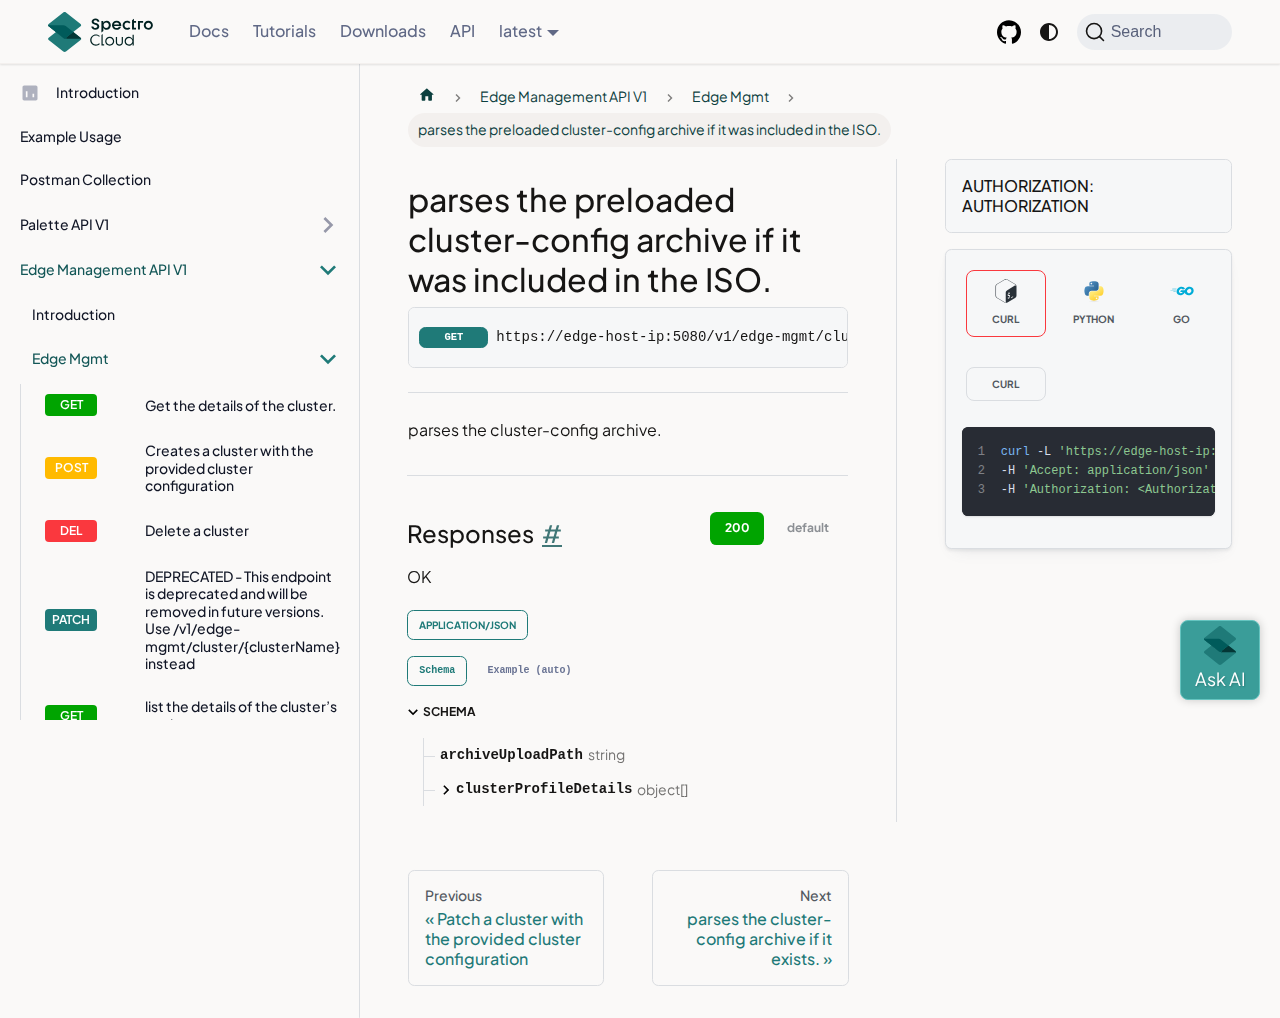 Spectro
Cloud
Docs
Tutorials
Downloads
API
latest
Search
Introduction
Example Usage
Postman Collection
Palette API V1
Edge Management API V1
Introduction
Edge Mgmt
GET
Get the details of the cluster.
POST
Creates a cluster with the
provided cluster
configuration
DEL
Delete a cluster
PATCH
DEPRECATED - This endpoint
is deprecated and will be
removed in future versions.
Use /v1/edge-
mgmt/cluster/{clusterName}
instead
GET
list the details of the cluster's
Edge Management API V1
Edge Mgmt
parses the preloaded cluster-config archive if it was included in the ISO.
parses the preloaded
cluster-config archive if it
was included in the ISO.
GET
https://edge-host-ip:5080/v1/edge-mgmt/clu
parses the cluster-config archive.
Responses #
200
default
OK
APPLICATION/JSON
Schema
Example (auto)
SCHEMA
archiveUploadPath string
clusterProfileDetails object[]
Previous
« Patch a cluster with
the provided cluster
configuration
Next
parses the cluster-
config archive if it
exists. »
AUTHORIZATION:
AUTHORIZATION
CURL
PYTHON
GO
CURL
1 curl -L 'https://edge-host-ip:
2 -H 'Accept: application/json'
3 -H 'Authorization: <Authorizat
Ask AI